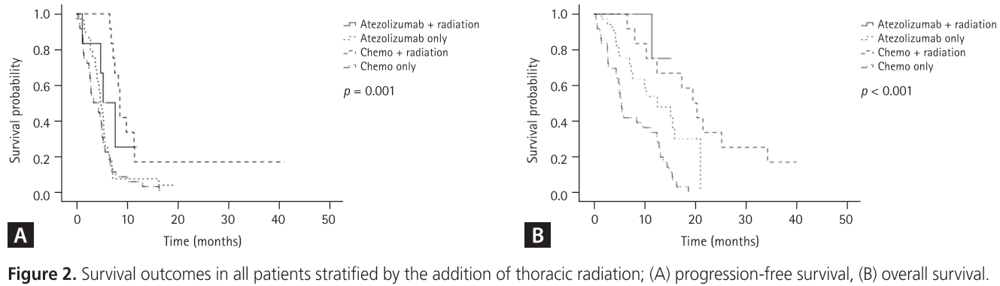 1.0
0.8
0.6
0.4
0.2
0.0
Survival probability
0 10 20 30 40 50
Time (months)
Atezolizumab + radiation
Atezolizumab only
Chemo + radiation
Chemo only
p = 0.001
A
1.0
0.8
0.6
0.4
0.2
0.0
Survival probability
0 10 20 30 40 50
Time (months)
Atezolizumab + radiation
Atezolizumab only
Chemo + radiation
Chemo only
p < 0.001
B
Figure 2. Survival outcomes in all patients stratified by the addition of thoracic radiation; (A) progression-free survival, (B) overall survival.